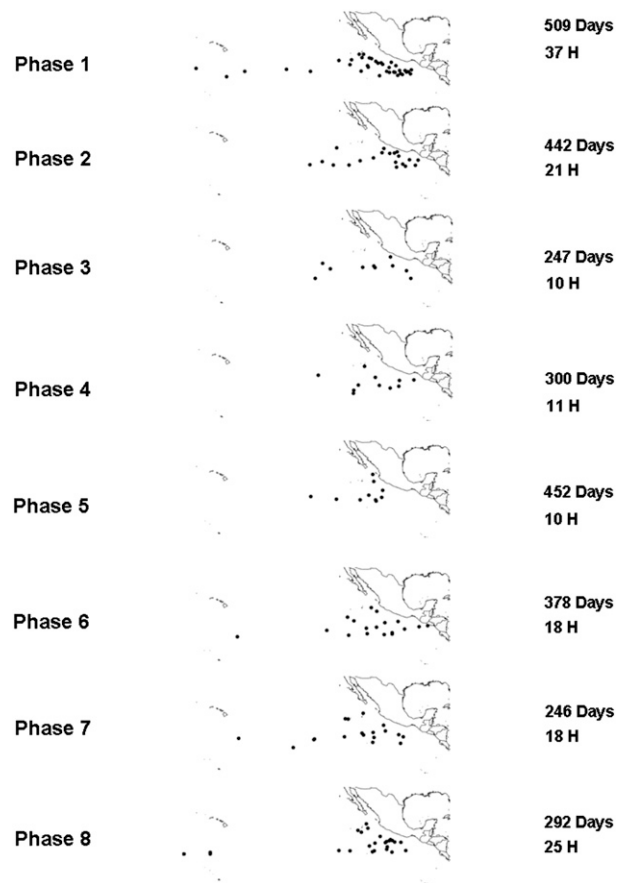 509 Days
Phase 1
37 H
442 Days
Phase 2
21 H
247 Days
Phase 3
10 H
300 Days
Phase 4
11 H
452 Days
Phase 5
10 H
378 Days
Phase 6
18 H
246 Days
Phase 7
18 H
292 Days
Phase 8
25 H